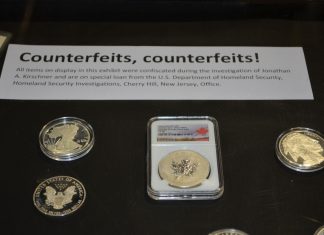 Counterfeits, counterfeits!
All items on display in this exhibit were confiscated during the investigation of Jonathan
A. Kirschner and are on special loan from the U.S. Department of Homeland Security,
Homeland Security Investigations, Cherry Hill, New Jersey, Office.